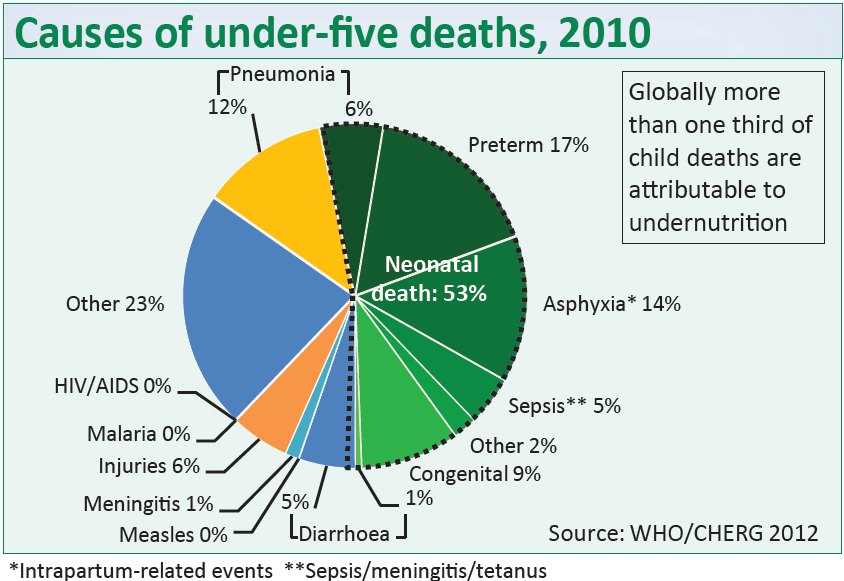 Causes of under-five deaths, 2010
Pneumonia
12%
6%
Globally more
than one third of
child deaths are
attributable to
undernutrition
Preterm 17%
Neonatal
death: 53%
Asphyxia* 14%
Other 23%
HIV/AIDS 0%
Sepsis** 5%
Malaria 0%
Other 2%
Injuries 6%
Congenital 9%
Meningitis 1%
5%
1%
Measles 0%
Diarrhoea
Source: WHO/CHERG 2012
*Intrapartum-related events **Sepsis/meningitis/tetanus